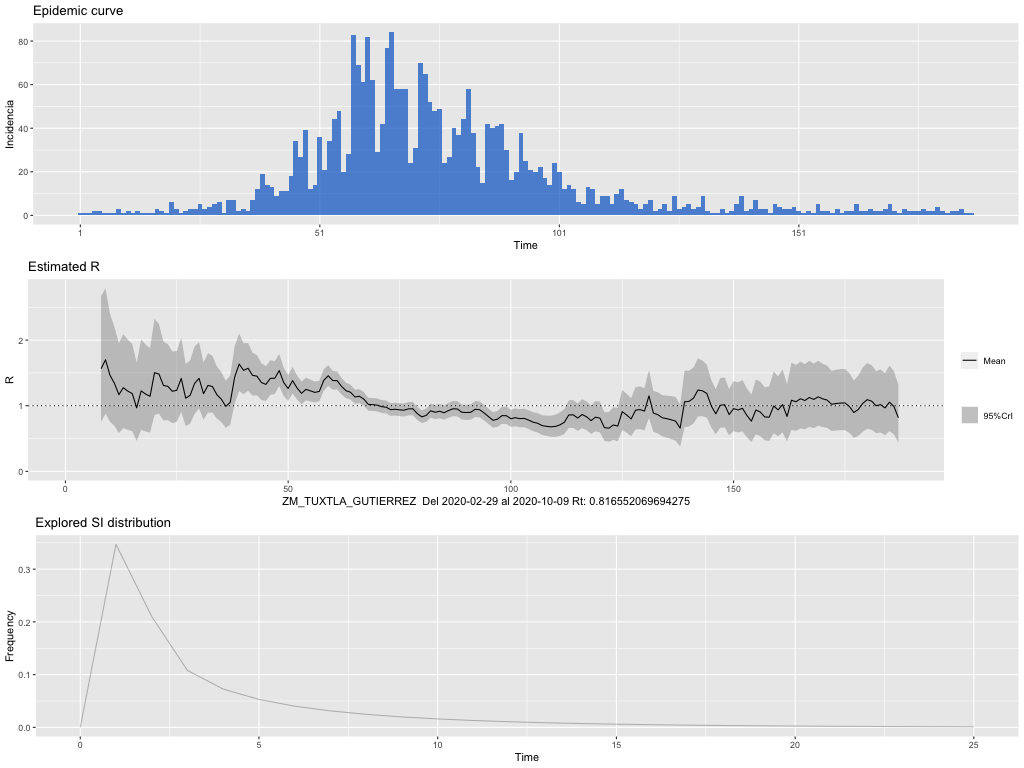 Epidemic curve
Incidencia
80
60
40
20
0
1 51 101 151
Time
Estimated R
R
2
1
0
0 50 100 150
Mean
95%CrI
ZM_TUXTLA_GUTIERREZ Del 2020-02-29 al 2020-10-09 Rt: 0.816552069694275
Explored SI distribution
Frequency
0.3
0.2
0.1
0.0
0 5 10 15 20 25
Time